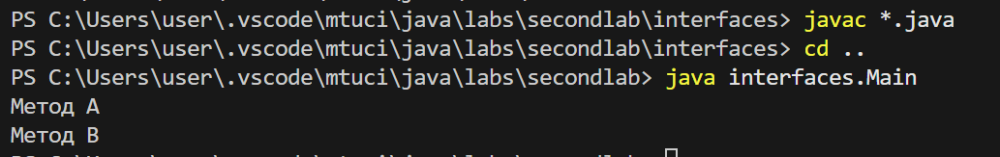 PS C:\Users\user\.vscode\mtuci\java\labs\secondlab\interfaces> javac *.java
PS C:\Users\user\.vscode\mtuci\java\labs\secondlab\interfaces> cd ..
PS C:\Users\user\.vscode\mtuci\java\labs\secondlab> java interfaces.Main
Метод A
Метод B